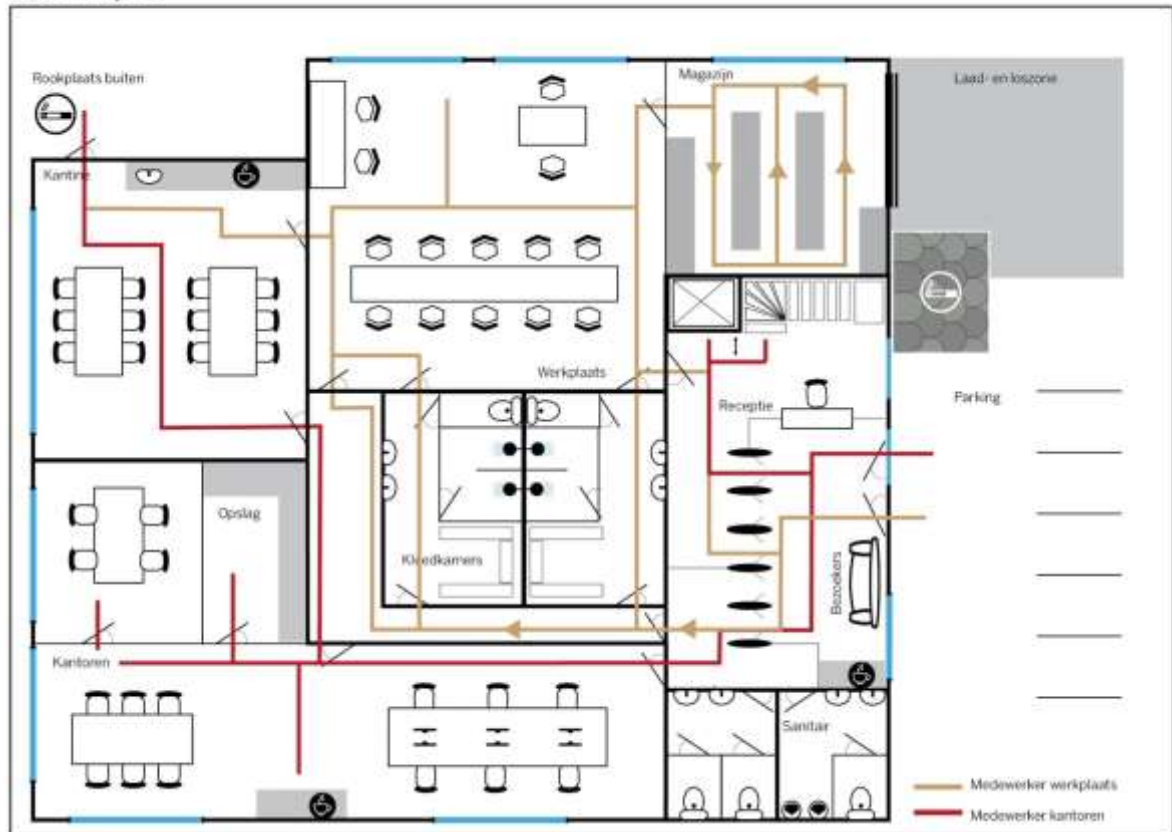 Rookplaats buiten
Magazijn
Laad- en loszone
Kantine
Werkplaats
Receptie
Parking
Opslag
Kleedkamers
Bezoekers
Kantoren
Sanitair
Medewerker werkplaats
Medewerker kantoren